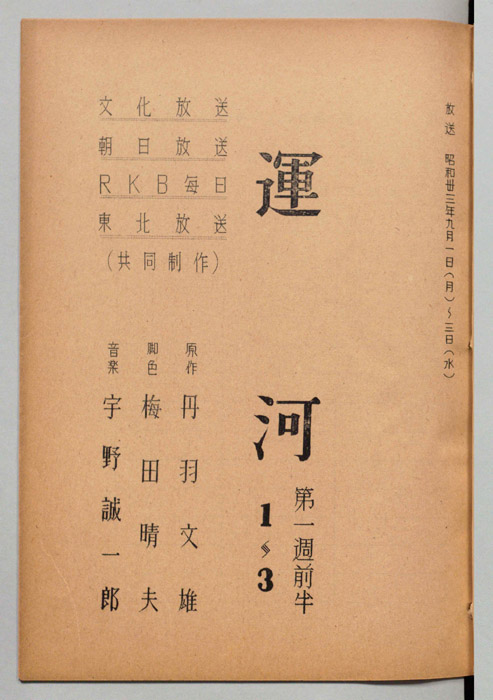 放送 昭和卅三年九月一日(月)~三日(水)
運河
第一週前半
1~3
文化放送
朝日放送
RKB毎日
東北放送
(共同制作)
原作 丹羽文雄
脚色 梅田晴夫
音楽 宇野誠一郎